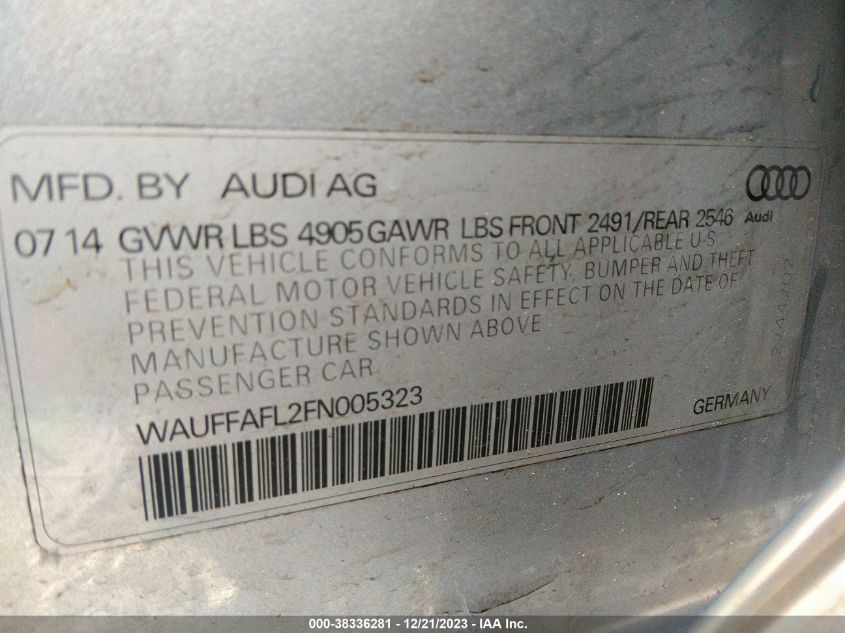 MFD. BY AUDI AG
07 14 GVWR LBS 4905 GAWR LBS FRONT 2491/REAR 2546
Audi
THIS VEHICLE CONFORMS TO ALL APPLICABLE U.S.
FEDERAL MOTOR VEHICLE SAFETY, BUMPER AND THEFT
PREVENTION STANDARDS IN EFFECT ON THE DATE OF
MANUFACTURE SHOWN ABOVE
PASSENGER CAR
2744202
WAUFFAFL2FN005323
GERMANY
000-38336281 - 12/21/2023 - IAA Inc.